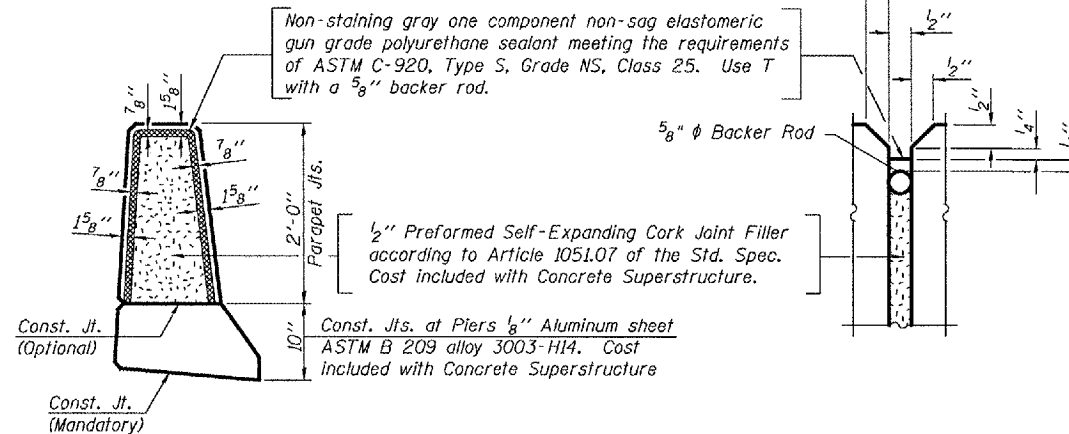 Non-staining gray one component non-sag elastomeric
gun grade polyurethane sealant meeting the requirements
of ASTM C-920, Type S, Grade NS, Class 25. Use T
with a 5/8" backer rod.
1/2"
1/2"
1/2"
1/4"
7/8"
1 5/8"
5/8" φ Backer Rod
7/8"
7/8"
1 5/8"
1 5/8"
2'-0"
Parapet Jts.
1/2" Preformed Self-Expanding Cork Joint Filler
according to Article 1051.07 of the Std. Spec.
Cost included with Concrete Superstructure.
Const. Jt.
(Optional)
10"
Const. Jts. at Piers 1/8" Aluminum sheet
ASTM B 209 alloy 3003-H14. Cost
included with Concrete Superstructure
Const. Jt.
(Mandatory)